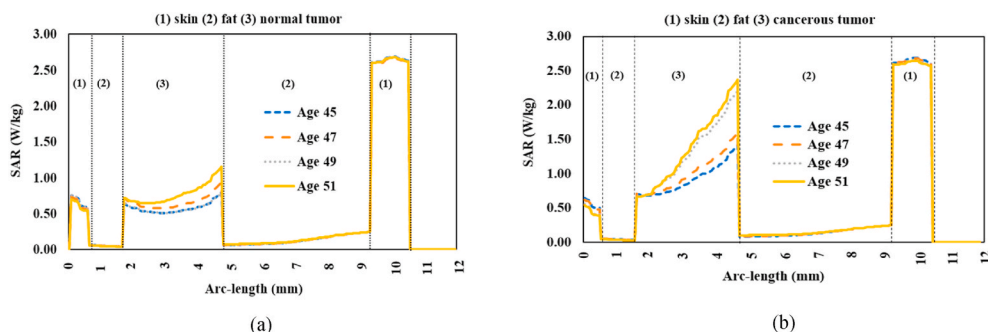 (1) skin (2) fat (3) normal tumor
3.00
2.50
2.00
1.50
1.00
0.50
0.00
SAR (W/kg)
(1)
(2)
(3)
(2)
(1)
Age 45
Age 47
Age 49
Age 51
0 1 2 3 4 5 6 7 8 9 10 11 12
Arc-length (mm)
(a)
(1) skin (2) fat (3) cancerous tumor
3.00
2.50
2.00
1.50
1.00
0.50
0.00
SAR (W/kg)
(1)
(2)
(3)
(2)
(1)
Age 45
Age 47
Age 49
Age 51
0 1 2 3 4 5 6 7 8 9 10 11 12
Arc-length (mm)
(b)